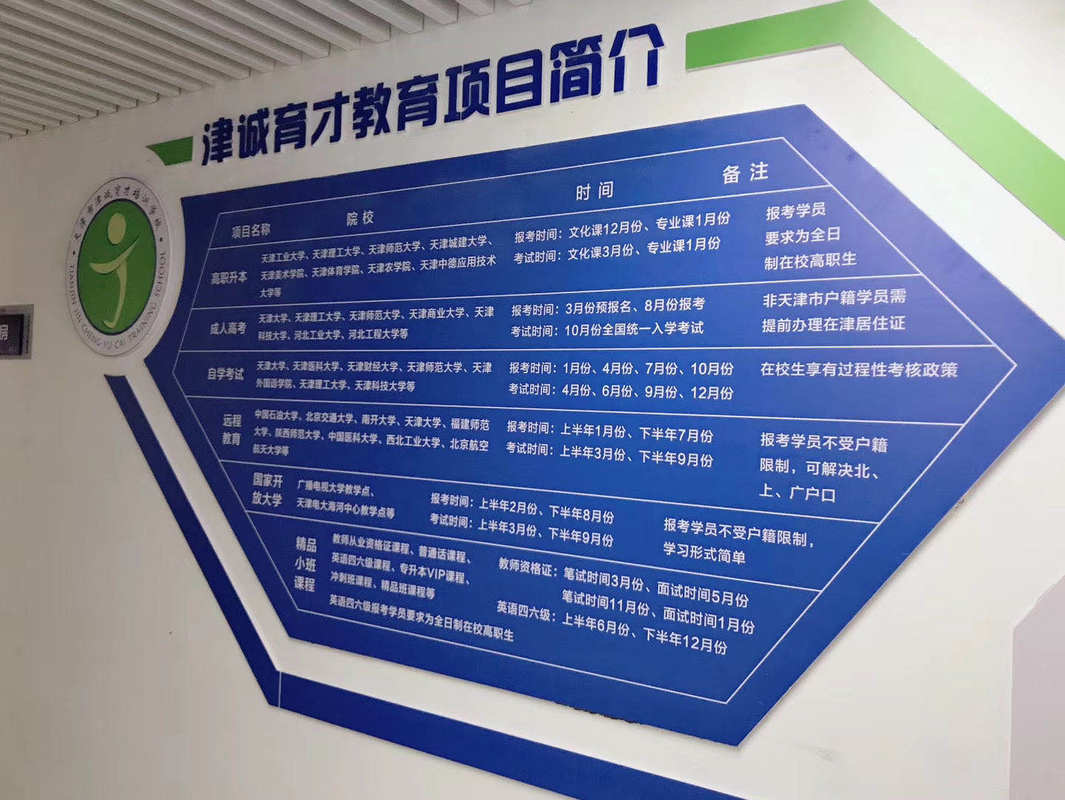 津诚育才教育项目简介
天津市津诚育才培训学校
TIANJIN JIN CHENG YU CAI TRAINING SCHOOL
项目名称 院校 时间 备注
高职升本
天津工业大学、天津理工大学、天津师范大学、天津城建大学、
天津美术学院、天津体育学院、天津农学院、天津中德应用技术
大学等
报考时间：文化课12月份、专业课1月份
考试时间：文化课3月份、专业课1月份
报考学员
要求为全日
制在校高职生
成人高考
天津大学、天津理工大学、天津师范大学、天津商业大学、天津
科技大学、河北工业大学、河北工程大学等
报考时间：3月份预报名、8月份报考
考试时间：10月份全国统一入学考试
非天津市户籍学员需
提前办理在津居住证
自学考试
天津大学、天津医科大学、天津财经大学、天津师范大学、天津
外国语学院、天津理工大学、天津科技大学等
报考时间：1月份、4月份、7月份、10月份
考试时间：4月份、6月份、9月份、12月份
在校生享有过程性考核政策
远程
教育
中国石油大学、北京交通大学、南开大学、天津大学、福建师范
大学、陕西师范大学、中国医科大学、西北工业大学、北京航空
航天大学等
报考时间：上半年1月份、下半年7月份
考试时间：上半年3月份、下半年9月份
报考学员不受户籍
限制，可解决北、
上、广户口
国家开
放大学
广播电视大学教学点、
天津电大海河中心教学点等
报考时间：上半年2月份、下半年8月份
考试时间：上半年3月份、下半年9月份
报考学员不受户籍限制，
学习形式简单
精品
小班
课程
教师从业资格证课程、普通话课程、
英语四六级课程、专升本VIP课程、
冲刺班课程、精品班课程等
英语四六级报考学员要求为全日制在校高职生
教师资格证：笔试时间3月份、面试时间5月份
笔试时间11月份、面试时间1月份
英语四六级：上半年6月份、下半年12月份